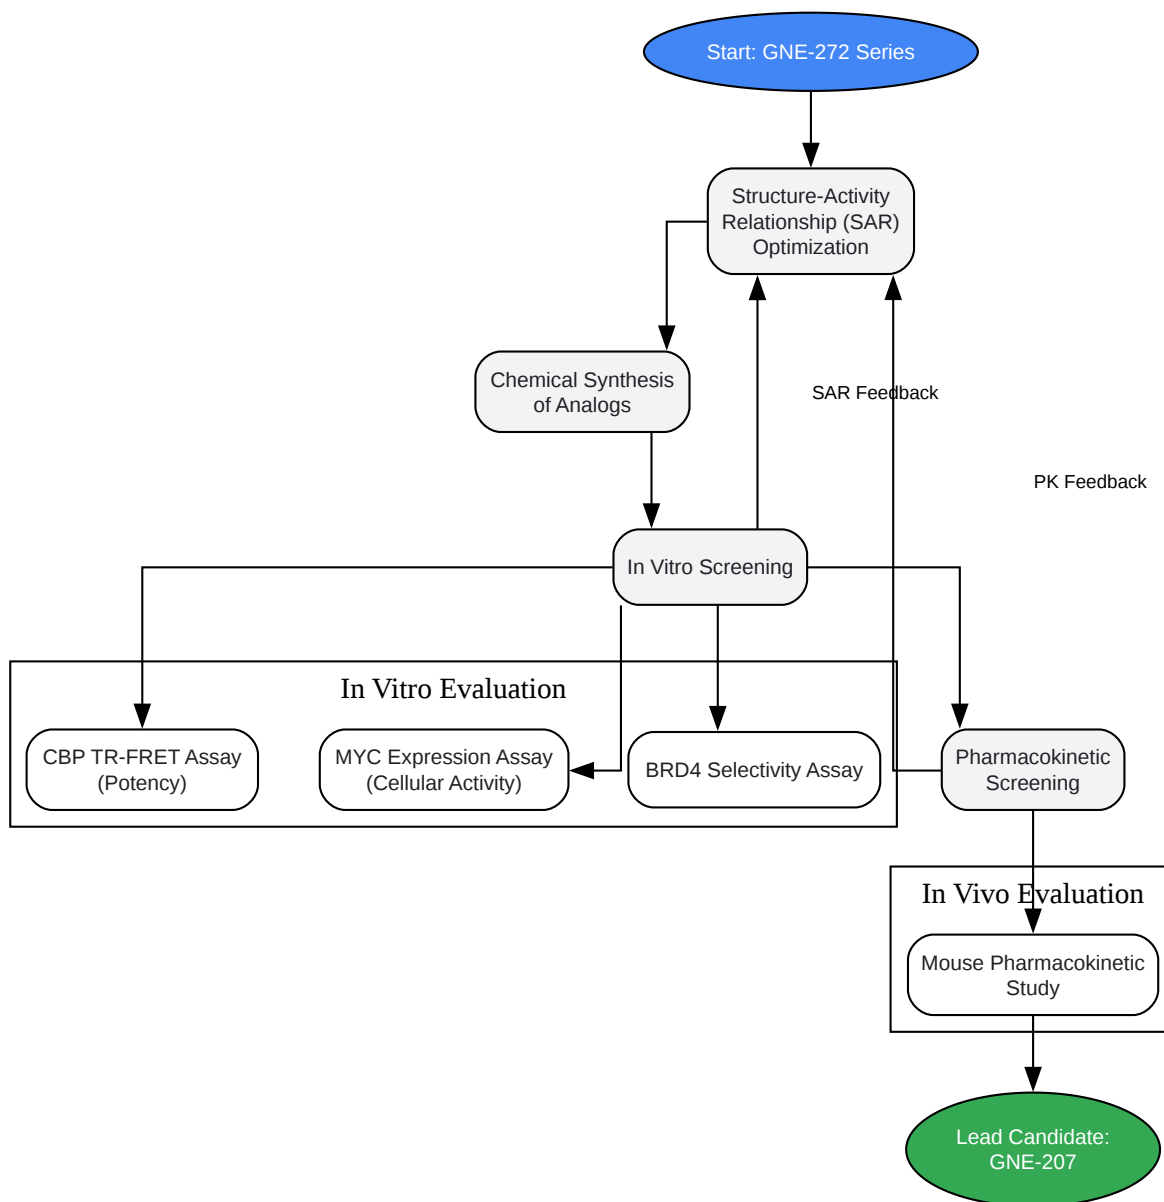 Start: GNE-272 Series
Structure-Activity
Relationship (SAR)
Optimization
Chemical Synthesis
of Analogs
SAR Feedback
PK Feedback
In Vitro Screening
In Vitro Evaluation
CBP TR-FRET Assay
(Potency)
MYC Expression Assay
(Cellular Activity)
BRD4 Selectivity Assay
Pharmacokinetic
Screening
In Vivo Evaluation
Mouse Pharmacokinetic
Study
Lead Candidate:
GNE-207